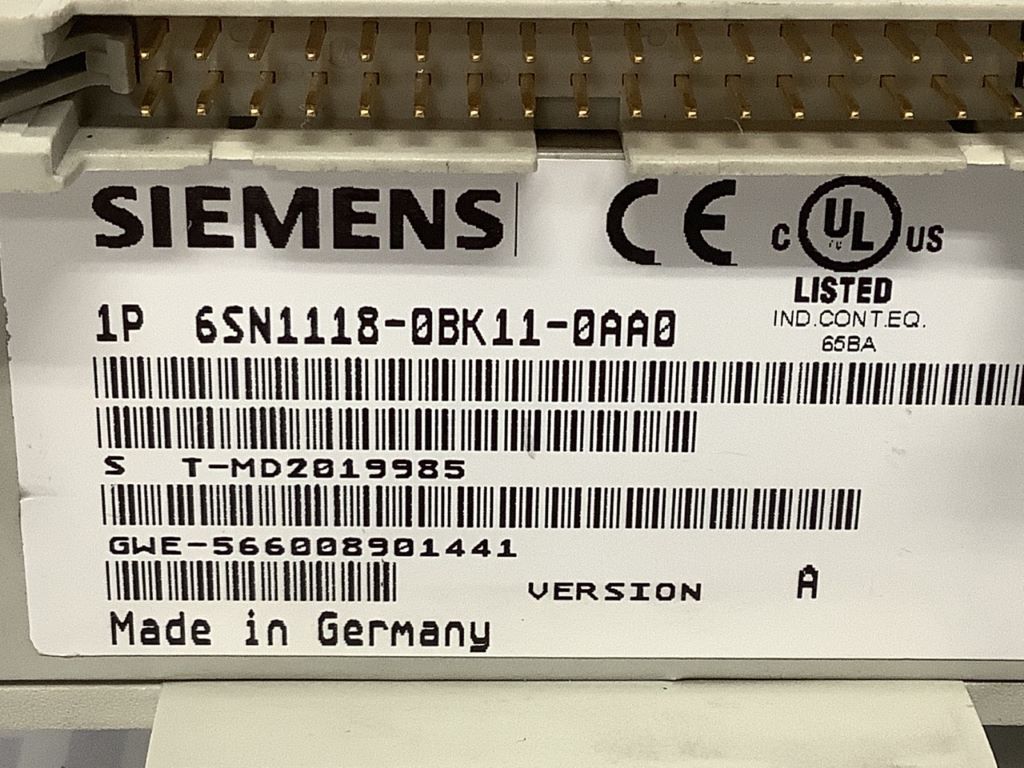 SIEMENS
CE
C UL US
LISTED
IND.CONT.EQ.
65BA
1P 6SN1118-0BK11-0AA0
S T-MD2019985
GWE-566008901441
VERSION A
Made in Germany